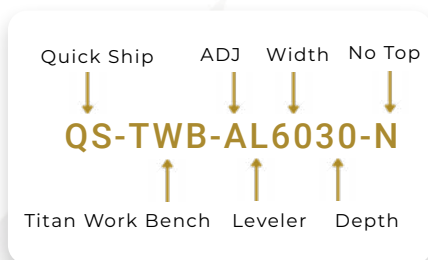 Quick Ship ADJ Width No Top
QS-TWB-AL6030-N
Titan Work Bench Leveler Depth